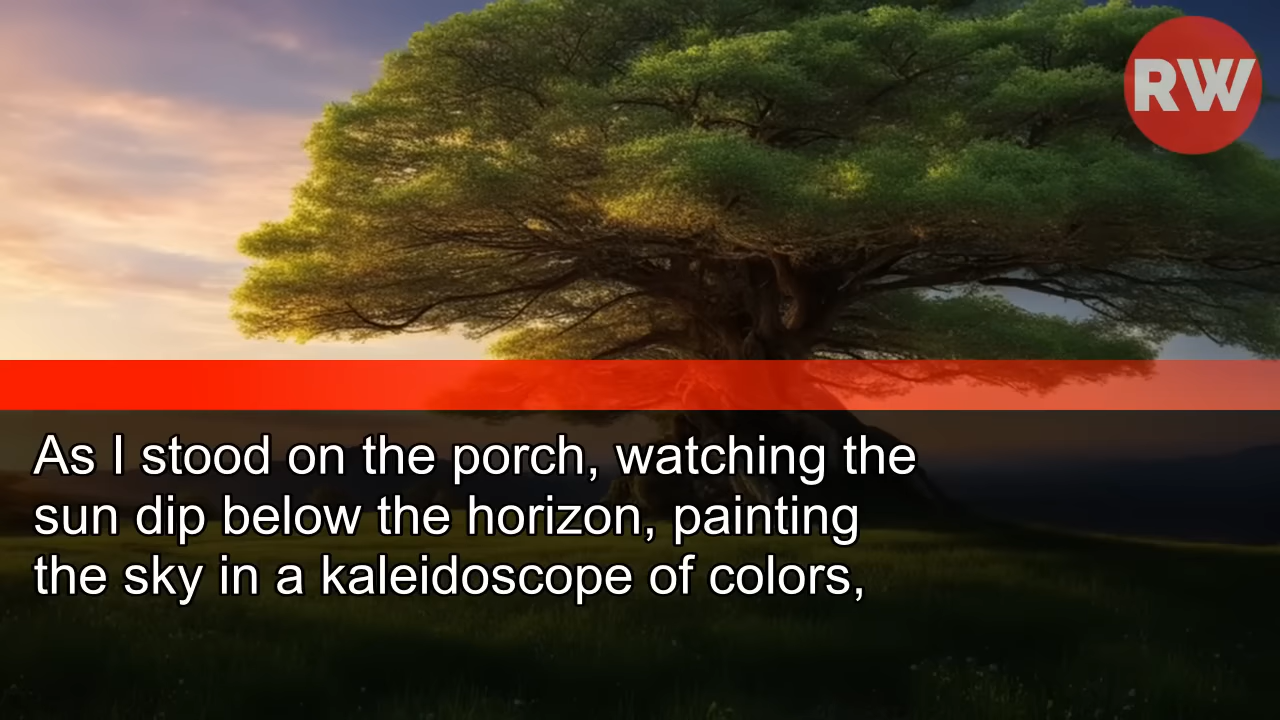 RW
As I stood on the porch, watching the
sun dip below the horizon, painting
the sky in a kaleidoscope of colors,